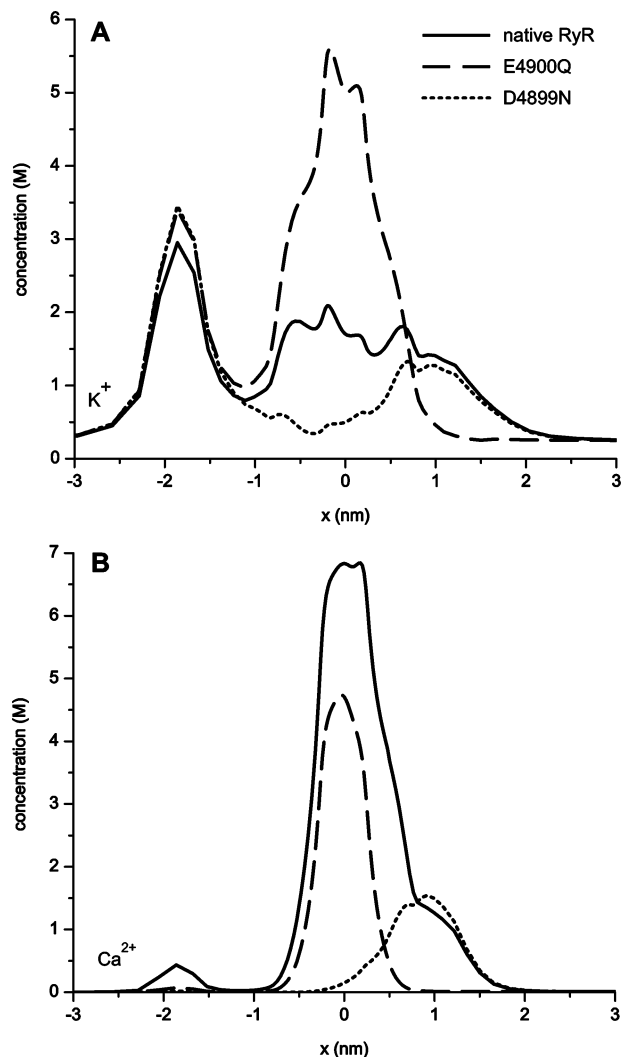 A
native RyR
E4900Q
D4899N
6
5
4
3
2
1
0
concentration (M)
K+
-3 -2 -1 0 1 2 3
x (nm)
B
7
6
5
4
3
2
1
0
concentration (M)
Ca2+
-3 -2 -1 0 1 2 3
x (nm)